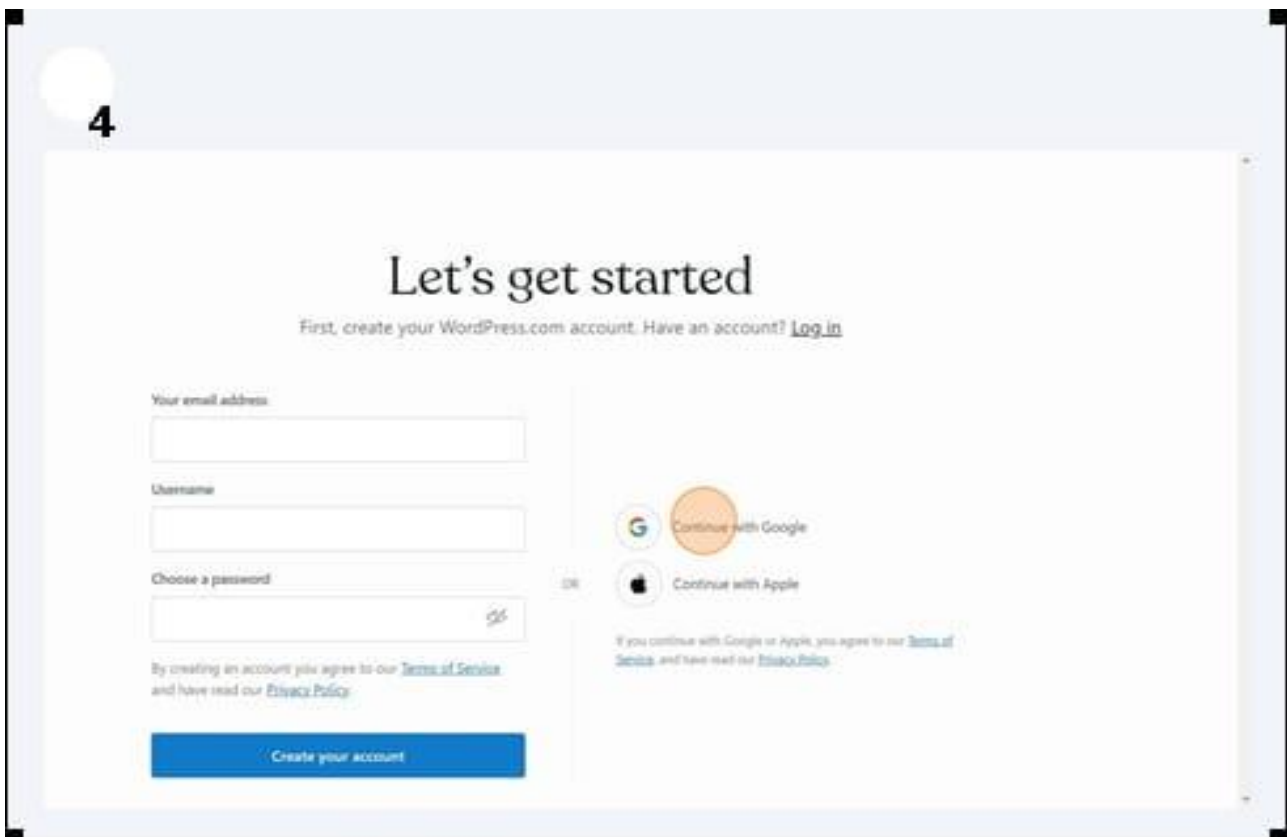 4
Let's get started
First, create your WordPress.com account. Have an account? Log in
Your email address
Username
Choose a password
By creating an account you agree to our Terms of Service
and have read our Privacy Policy.
Create your account
OR
Continue with Google
Continue with Apple
If you continue with Google or Apple, you agree to our Terms of
Service, and have read our Privacy Policy.